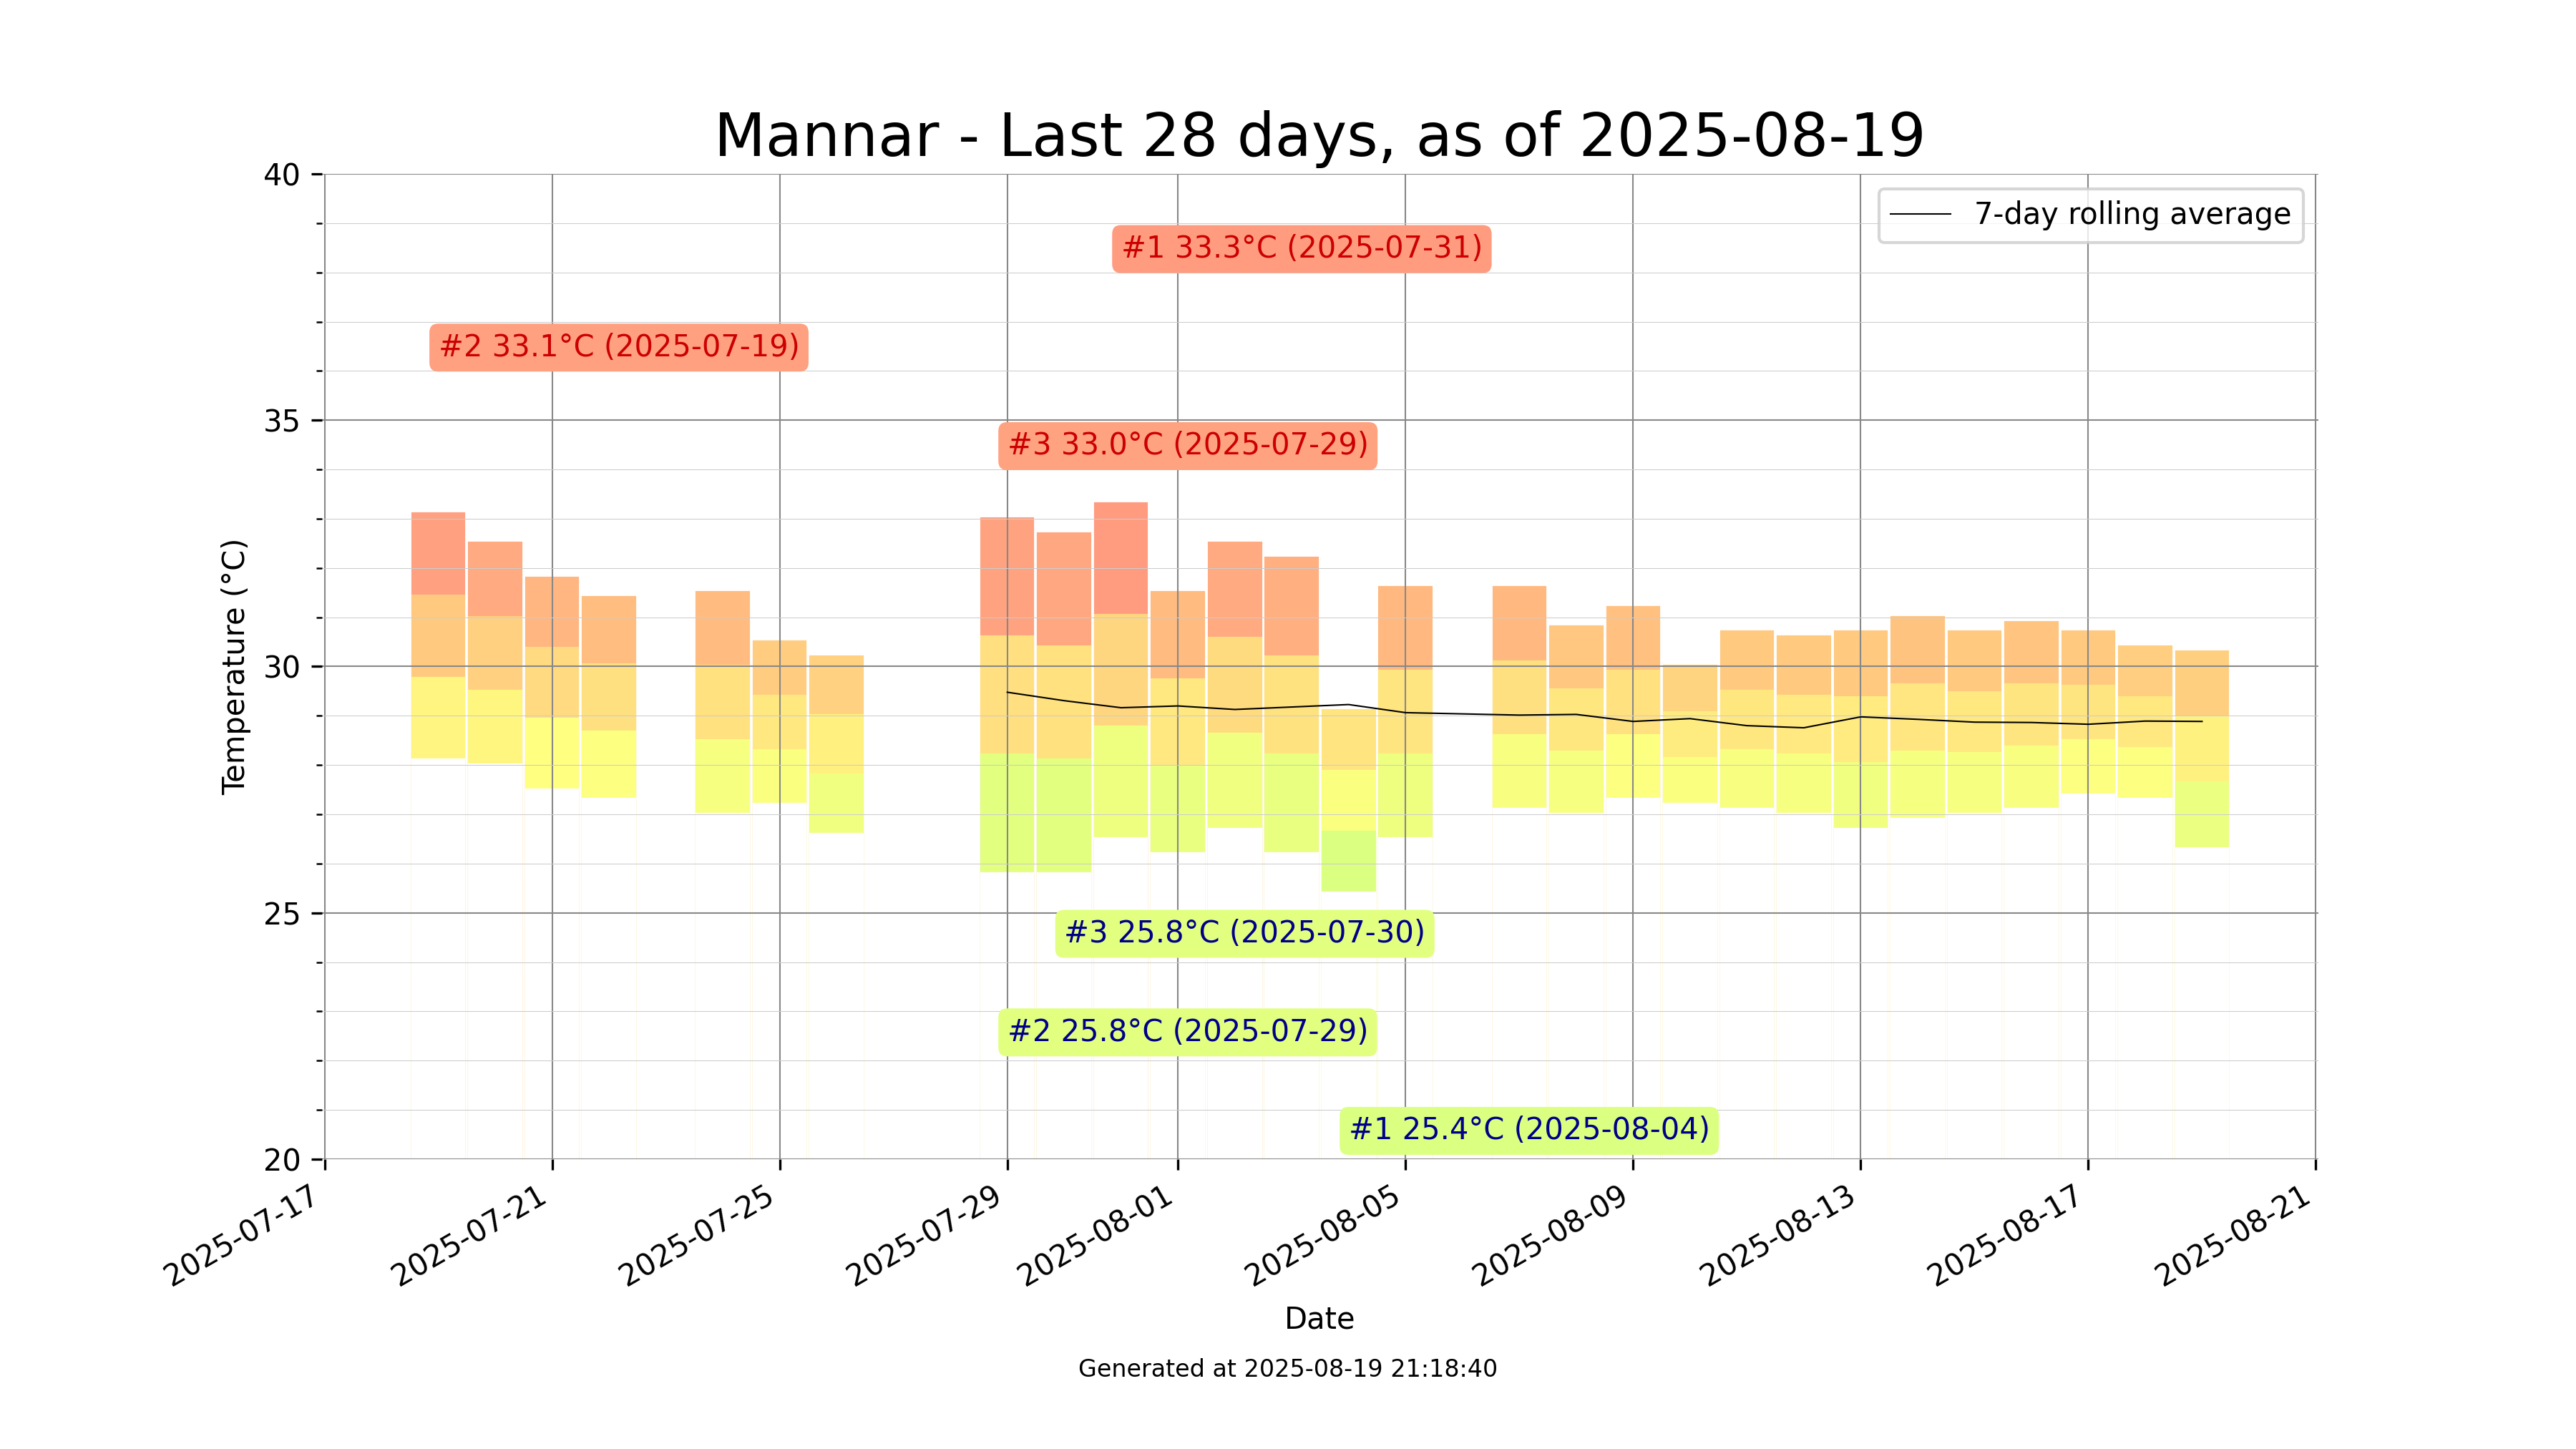 Mannar - Last 28 days, as of 2025-08-19
40
7-day rolling average
#1 33.3°C (2025-07-31)
#2 33.1°C (2025-07-19)
35
#3 33.0°C (2025-07-29)
Temperature (°C)
30
25
#3 25.8°C (2025-07-30)
#2 25.8°C (2025-07-29)
#1 25.4°C (2025-08-04)
20
2025-07-17
2025-07-21
2025-07-25
2025-07-29
2025-08-01
2025-08-05
2025-08-09
2025-08-13
2025-08-17
2025-08-21
Date
Generated at 2025-08-19 21:18:40